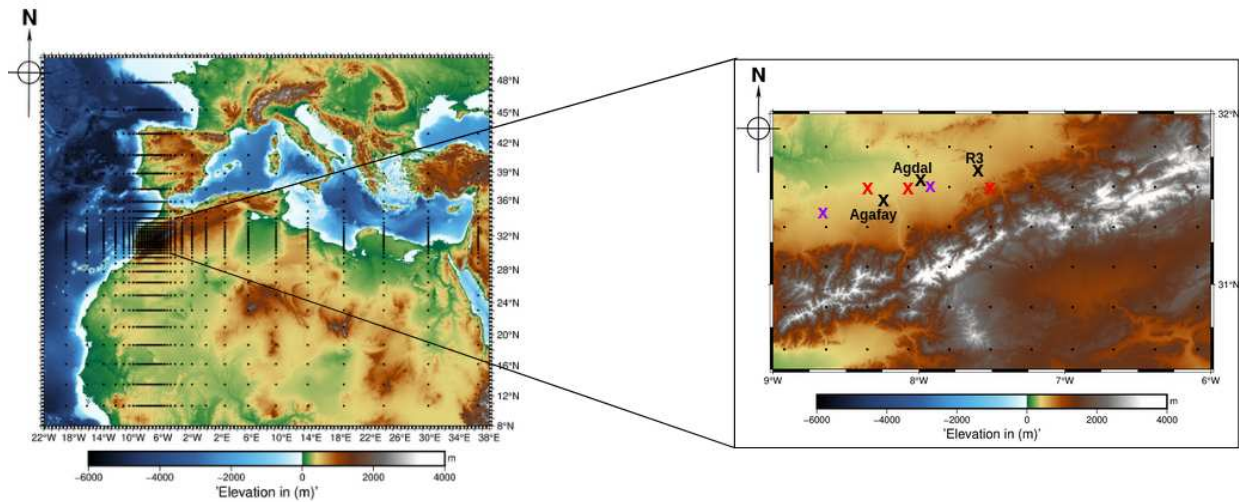 N
48°N
45°N
42°N
39°N
36°N
32°N
28°N
24°N
20°N
16°N
12°N
8°N
22°W 18°W 14°W 10°W 6°W 2°W 2°E 6°E 10°E 14°E 18°E 22°E 26°E 30°E 34°E 38°E
m
−6000 −4000 −2000 0 2000 4000
'Elevation in (m)'
N
32°N
R3
Agdal
X X X X X
X X
X Agafay
31°N
9°W 8°W 7°W 6°W
m
−6000 −4000 −2000 0 2000 4000
'Elevation in (m)'